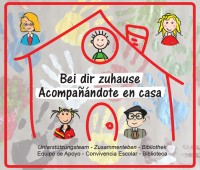 Bei dir zuhause
Acompañándote en casa
Unterstützungsteam - Zusammenleben - Bibliothek
Equipo de Apoyo - Convivencia Escolar - Biblioteca